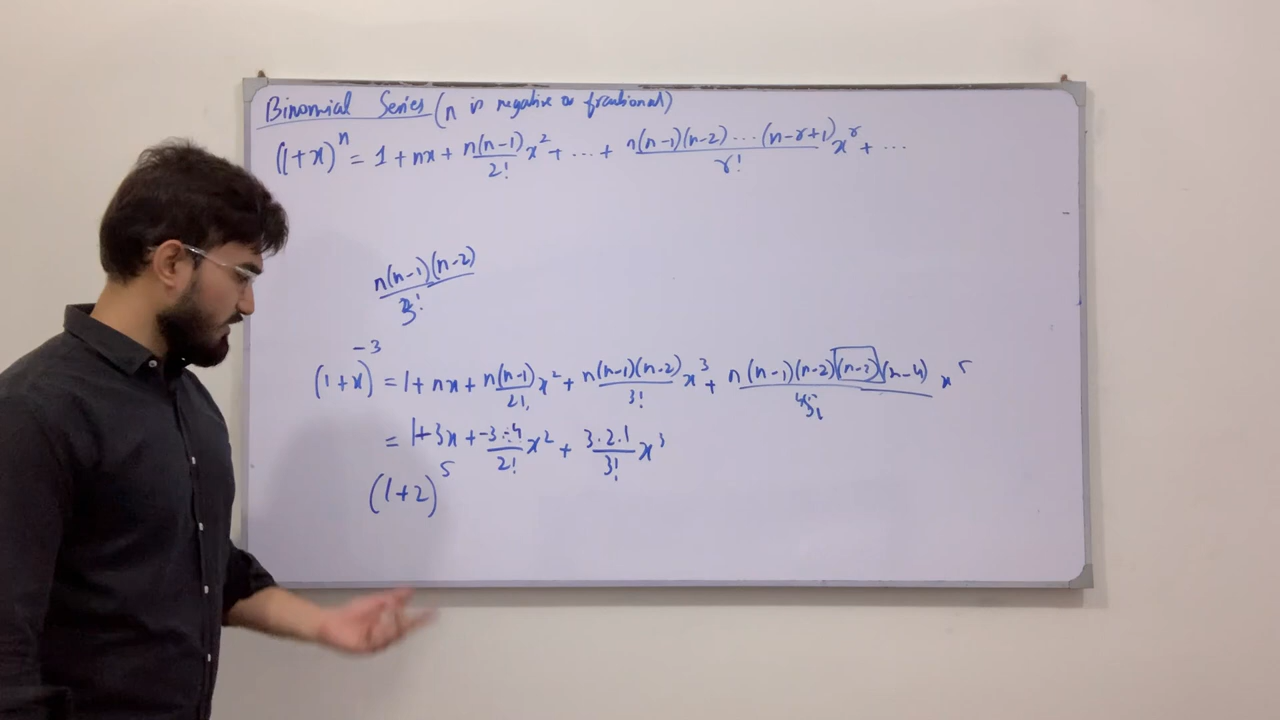 Binomial Series (n is negative or fractional)
(1+x)^n = 1 + nx + n(n-1)/2! x^2 + ... + n(n-1)(n-2)...(n-r+1)/r! x^r + ...
n(n-1)(n-2)/3!
(1+x)^-3 = 1 + nx + n(n-1)/2! x^2 + n(n-1)(n-2)/3! x^3 + n(n-1)(n-2)(n-3)(n-4)/5! x^5
= 1+3x + -3·-4/2! x^2 + 3·2·1/3! x^3
(1+2)^5